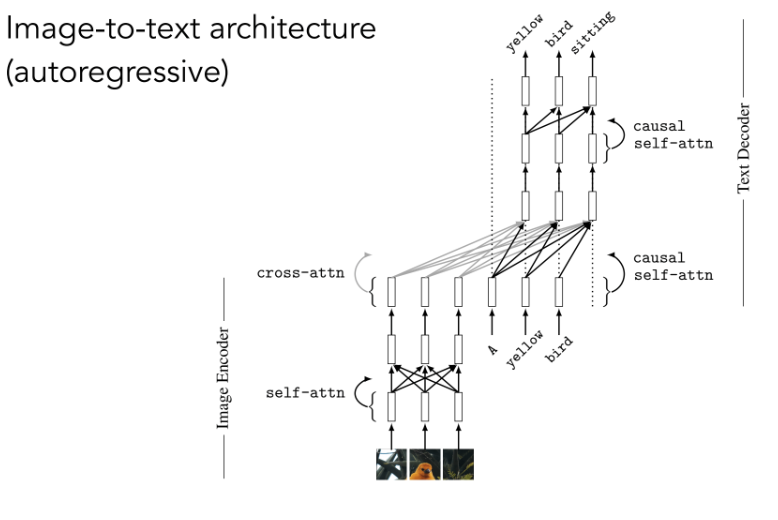 Image-to-text architecture
(autoregressive)
yellow
bird
sitting
causal
self-attn
Text Decoder
cross-attn
causal
self-attn
A
yellow
bird
Image Encoder
self-attn